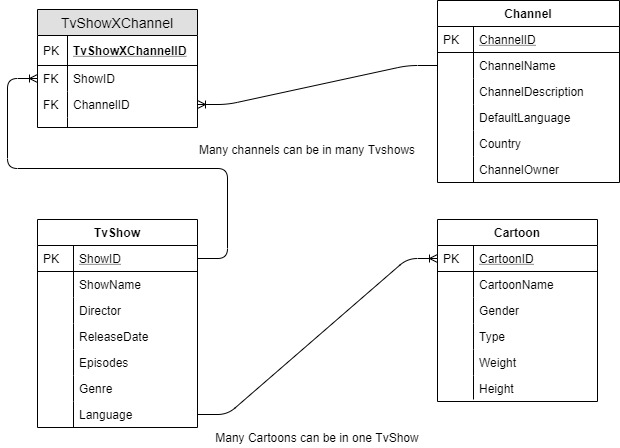 TvShowXChannel
PK TvShowXChannelID
FK ShowID
FK ChannelID
Channel
PK ChannelID
ChannelName
ChannelDescription
DefaultLanguage
Country
ChannelOwner
Many channels can be in many Tvshows
TvShow
PK ShowID
ShowName
Director
ReleaseDate
Episodes
Genre
Language
Cartoon
PK CartoonID
CartoonName
Gender
Type
Weight
Height
Many Cartoons can be in one TvShow